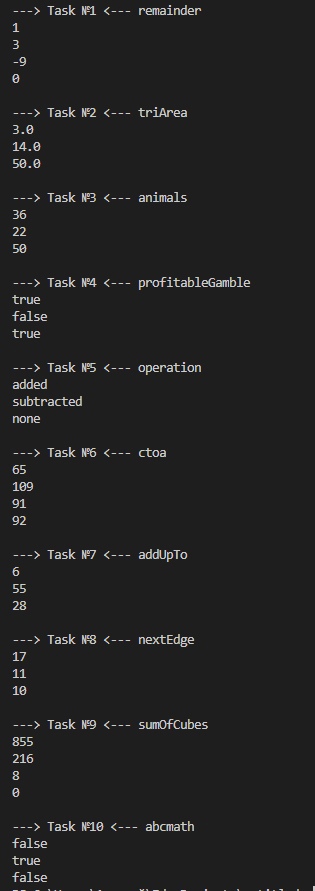 ---> Task №1 <--- remainder
1
3
-9
0
---> Task №2 <--- triArea
3.0
14.0
50.0
---> Task №3 <--- animals
36
22
50
---> Task №4 <--- profitableGamble
true
false
true
---> Task №5 <--- operation
added
subtracted
none
---> Task №6 <--- ctoa
65
109
91
92
---> Task №7 <--- addUpTo
6
55
28
---> Task №8 <--- nextEdge
17
11
10
---> Task №9 <--- sumOfCubes
855
216
8
0
---> Task №10 <--- abcmath
false
true
false